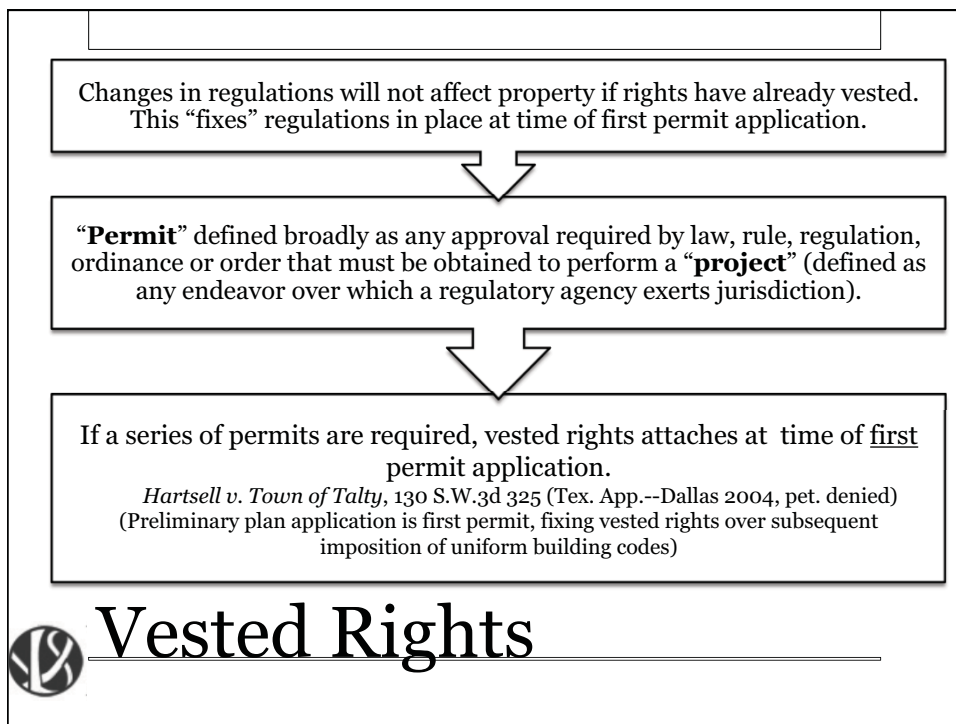 Changes in regulations will not affect property if rights have already vested.
This “fixes” regulations in place at time of first permit application.
“Permit” defined broadly as any approval required by law, rule, regulation,
ordinance or order that must be obtained to perform a “project” (defined as
any endeavor over which a regulatory agency exerts jurisdiction).
If a series of permits are required, vested rights attaches at time of first
permit application.
Hartsell v. Town of Talty, 130 S.W.3d 325 (Tex. App.--Dallas 2004, pet. denied)
(Preliminary plan application is first permit, fixing vested rights over subsequent
imposition of uniform building codes)
Vested Rights